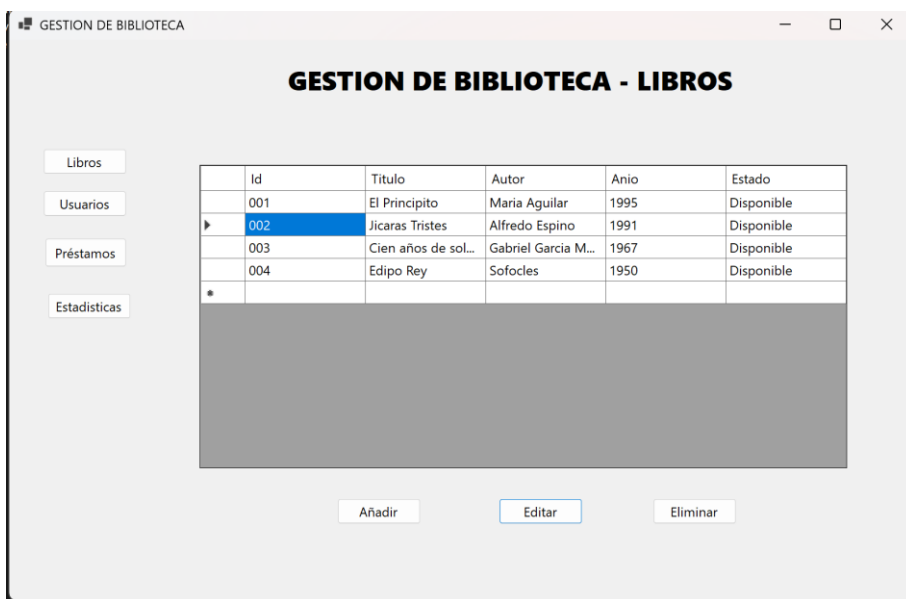 GESTION DE BIBLIOTECA
GESTION DE BIBLIOTECA - LIBROS
Libros
Usuarios
Préstamos
Estadisticas
Id Titulo Autor Anio Estado
001 El Principito Maria Aguilar 1995 Disponible
002 Jicaras Tristes Alfredo Espino 1991 Disponible
003 Cien años de sol... Gabriel Garcia M... 1967 Disponible
004 Edipo Rey Sofocles 1950 Disponible
Añadir Editar Eliminar